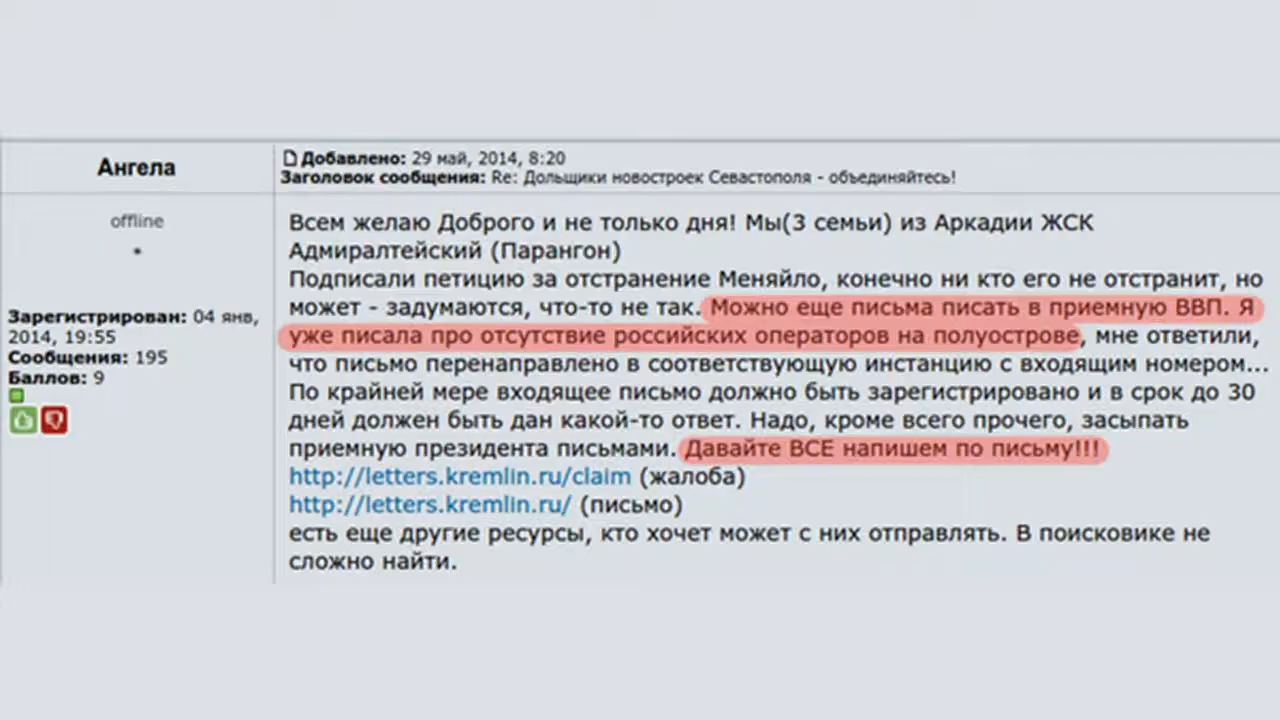 Ангела
Добавлено: 29 май, 2014, 8:20
Заголовок сообщения: Re: Дольщики новостроек Севастополя - объединяйтесь!
offline
Зарегистрирован: 04 янв,
2014, 19:55
Сообщения: 195
Баллов: 9
Всем желаю Доброго и не только дня! Мы(3 семьи) из Аркадии ЖСК
Адмиралтейский (Парангон)
Подписали петицию за отстранение Меняйло, конечно ни кто его не отстранит, но
может - задумаются, что-то не так. Можно еще письма писать в приемную ВВП. Я
уже писала про отсутствие российских операторов на полуострове, мне ответили,
что письмо перенаправлено в соответствующую инстанцию с входящим номером...
По крайней мере входящее письмо должно быть зарегистрировано и в срок до 30
дней должен быть дан какой-то ответ. Надо, кроме всего прочего, засыпать
приемную президента письмами. Давайте ВСЕ напишем по письму!!!
http://letters.kremlin.ru/claim (жалоба)
http://letters.kremlin.ru/ (письмо)
есть еще другие ресурсы, кто хочет может с них отправлять. В поисковике не
сложно найти.